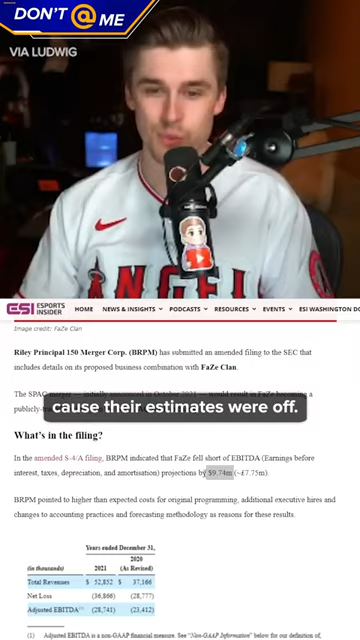 DON'T @ ME
VIA LUDWIG
ANGEL
ESI ESPORTS INSIDER HOME NEWS & INSIGHTS PODCASTS RESOURCES EVENTS ESI WASHINGTON DC
Image credit: FaZe Clan
Riley Principal 150 Merger Corp. (BRPM) has submitted an amended filing to the SEC that
includes details on its proposed business combination with FaZe Clan.
cause their estimates were off.
What's in the filing?
In the amended S-4/A filing, BRPM indicated that FaZe fell short of EBITDA (Earnings before
interest, taxes, depreciation, and amortisation) projections by $9.74m (~£7.75m).
BRPM pointed to higher than expected costs for original programming, additional executive hires and
changes to accounting practices and forecasting methodology as reasons for these results.
Years ended December 31,
2020
(in thousands) 2021 (As Revised)
Total Revenues $ 52,852 $ 37,166
Net Loss (36,866) (28,777)
Adjusted EBITDA(1) (28,741) (23,412)
(1) Adjusted EBITDA is a non-GAAP financial measure. See "Non-GAAP Information" below for our definition of,